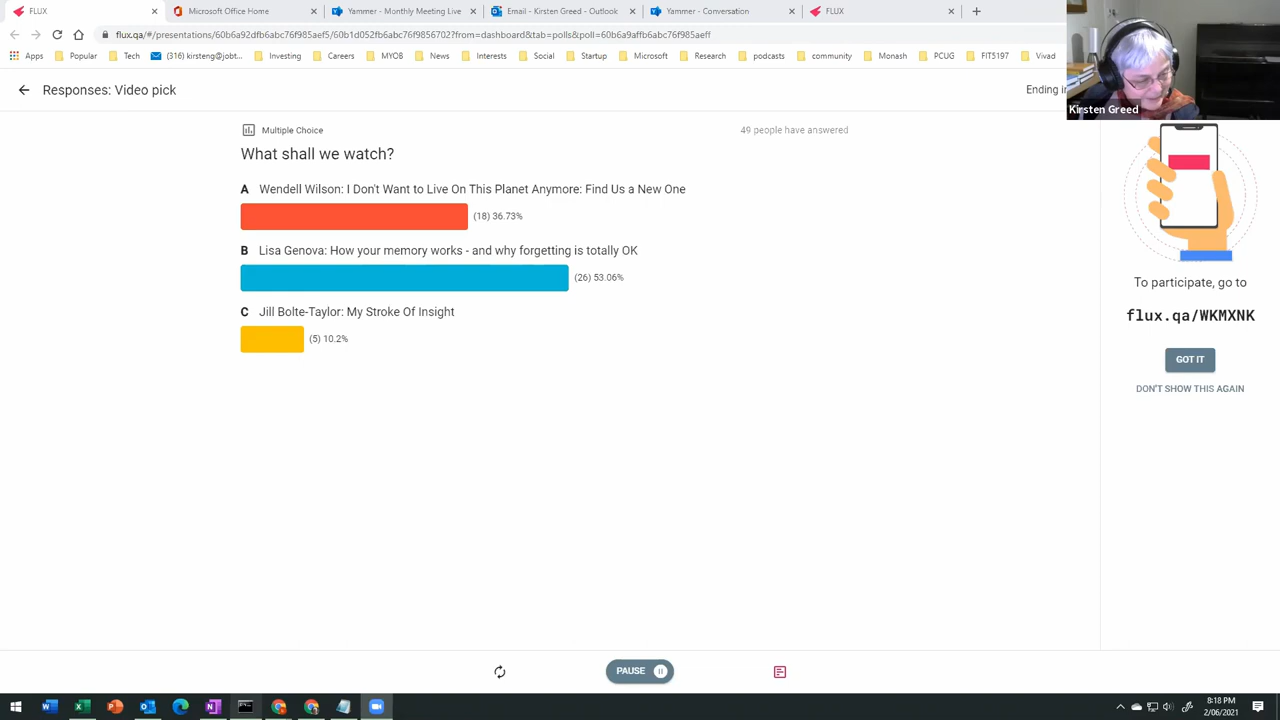 FLUX
Microsoft Office Home
Yammer - Monthly Meeting Live
Email - Kirsten Greed - Outlook
Yammer - Conversation
FLUX
flux.qa/#/presentations/60b6a92dfb6abc76f985aef5/60b1d052fb6abc76f9856702?from=dashboard&tab=polls&poll=60b6a9affb6abc76f985aeff
Apps
Popular
Tech
(316) kirsteng@jobt...
Investing
Careers
MYOB
News
Interests
Social
Startup
Microsoft
Research
podcasts
community
Monash
PCUG
FIT5197
Vivad
Kirsten Greed
Responses: Video pick
Ending in
Multiple Choice
49 people have answered
What shall we watch?
A Wendell Wilson: I Don't Want to Live On This Planet Anymore: Find Us a New One
(18) 36.73%
B Lisa Genova: How your memory works - and why forgetting is totally OK
(26) 53.06%
C Jill Bolte-Taylor: My Stroke Of Insight
(5) 10.2%
To participate, go to
flux.qa/WKMXNK
GOT IT
DON'T SHOW THIS AGAIN
PAUSE
8:18 PM
2/06/2021